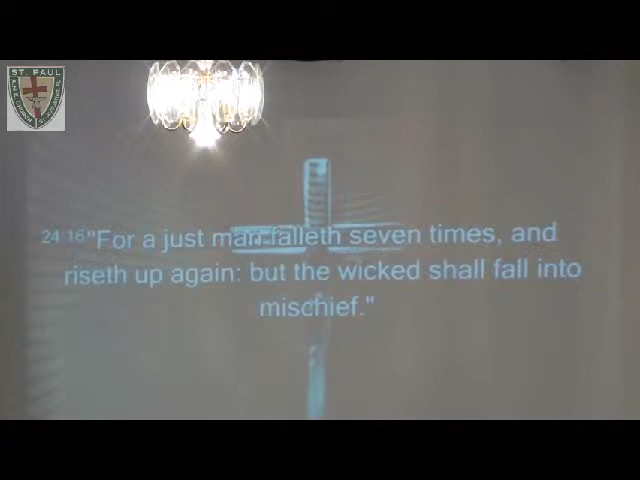 ST. PAUL
24:16"For a just man falleth seven times, and
riseth up again: but the wicked shall fall into
mischief."